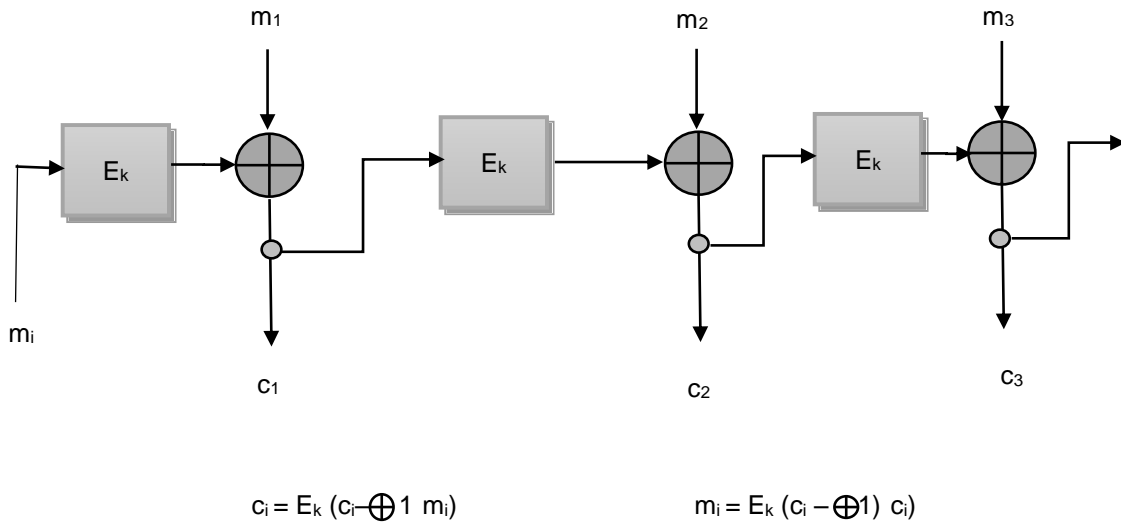 m₁ m₂ m₃
Eₖ Eₖ Eₖ
mᵢ
c₁ c₂ c₃
cᵢ = Eₖ (cᵢ–⊕1 mᵢ) mᵢ = Eₖ (cᵢ – ⊕1) cᵢ)